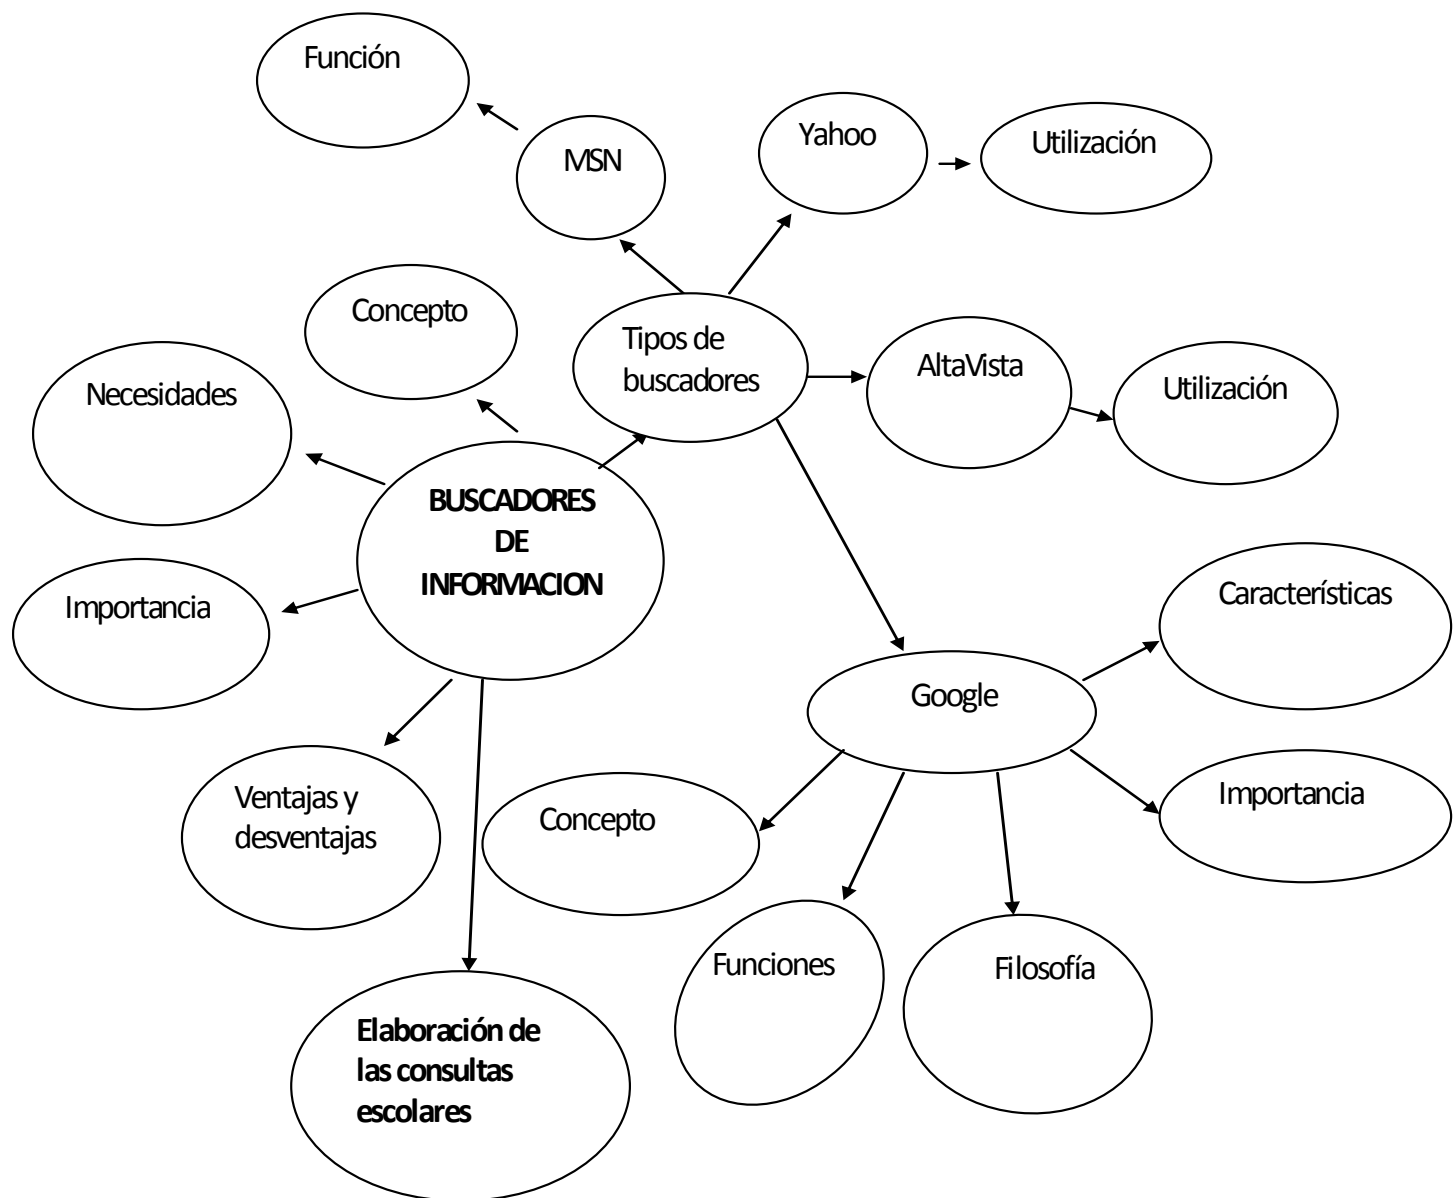 Función
MSN
Yahoo
Utilización
Concepto
Tipos de
buscadores
AltaVista
Utilización
Necesidades
BUSCADORES
DE
INFORMACION
Importancia
Características
Google
Ventajas y
desventajas
Concepto
Importancia
Funciones
Filosofía
Elaboración de
las consultas
escolares